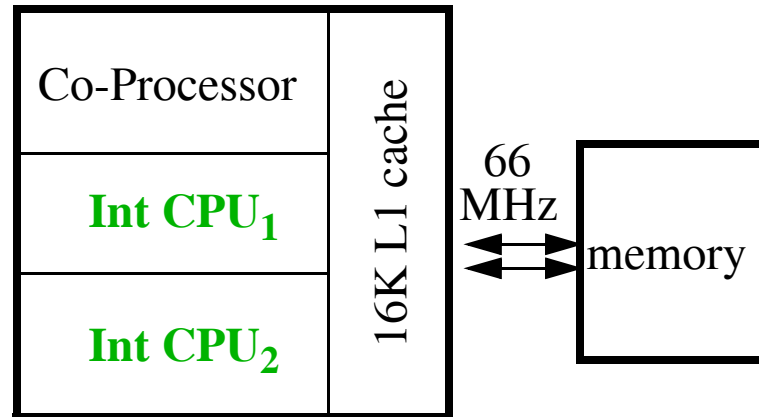 Co-Processor
Int CPU₁
Int CPU₂
16K L1 cache
66
MHz
memory